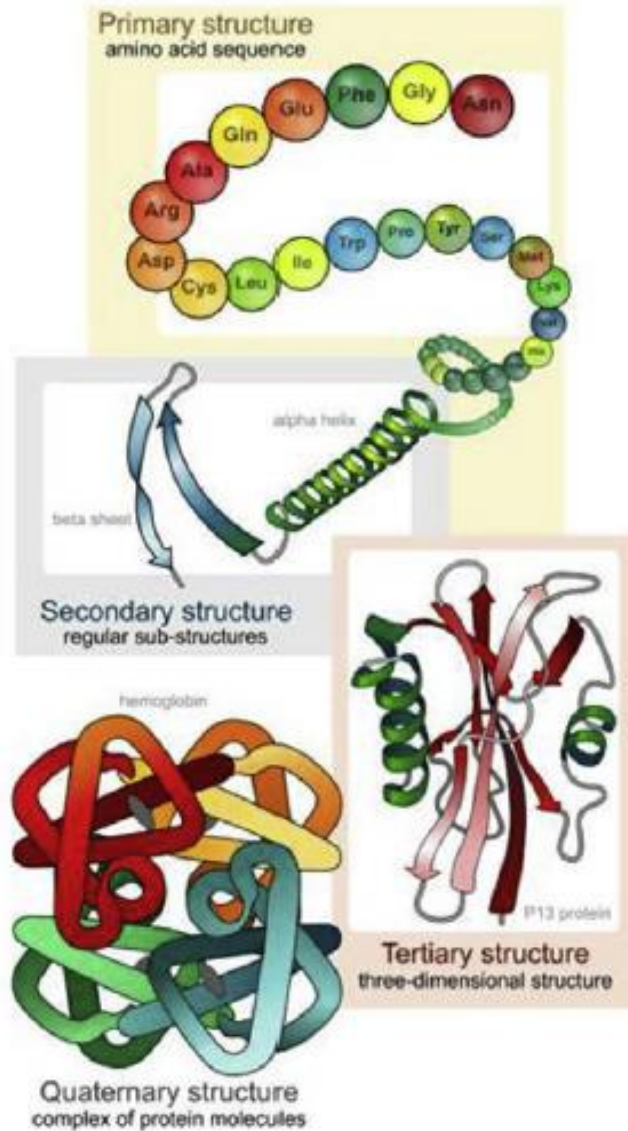 Primary structure
amino acid sequence
Asn
Gly
Phe
Glu
Gln
Ala
Arg
Asp
Cys
Leu
Ile
Trp
Pro
Tyr
Ser
Met
Lys
Val
His
alpha helix
beta sheet
Secondary structure
regular sub-structures
hemoglobin
P13 protein
Tertiary structure
three-dimensional structure
Quaternary structure
complex of protein molecules